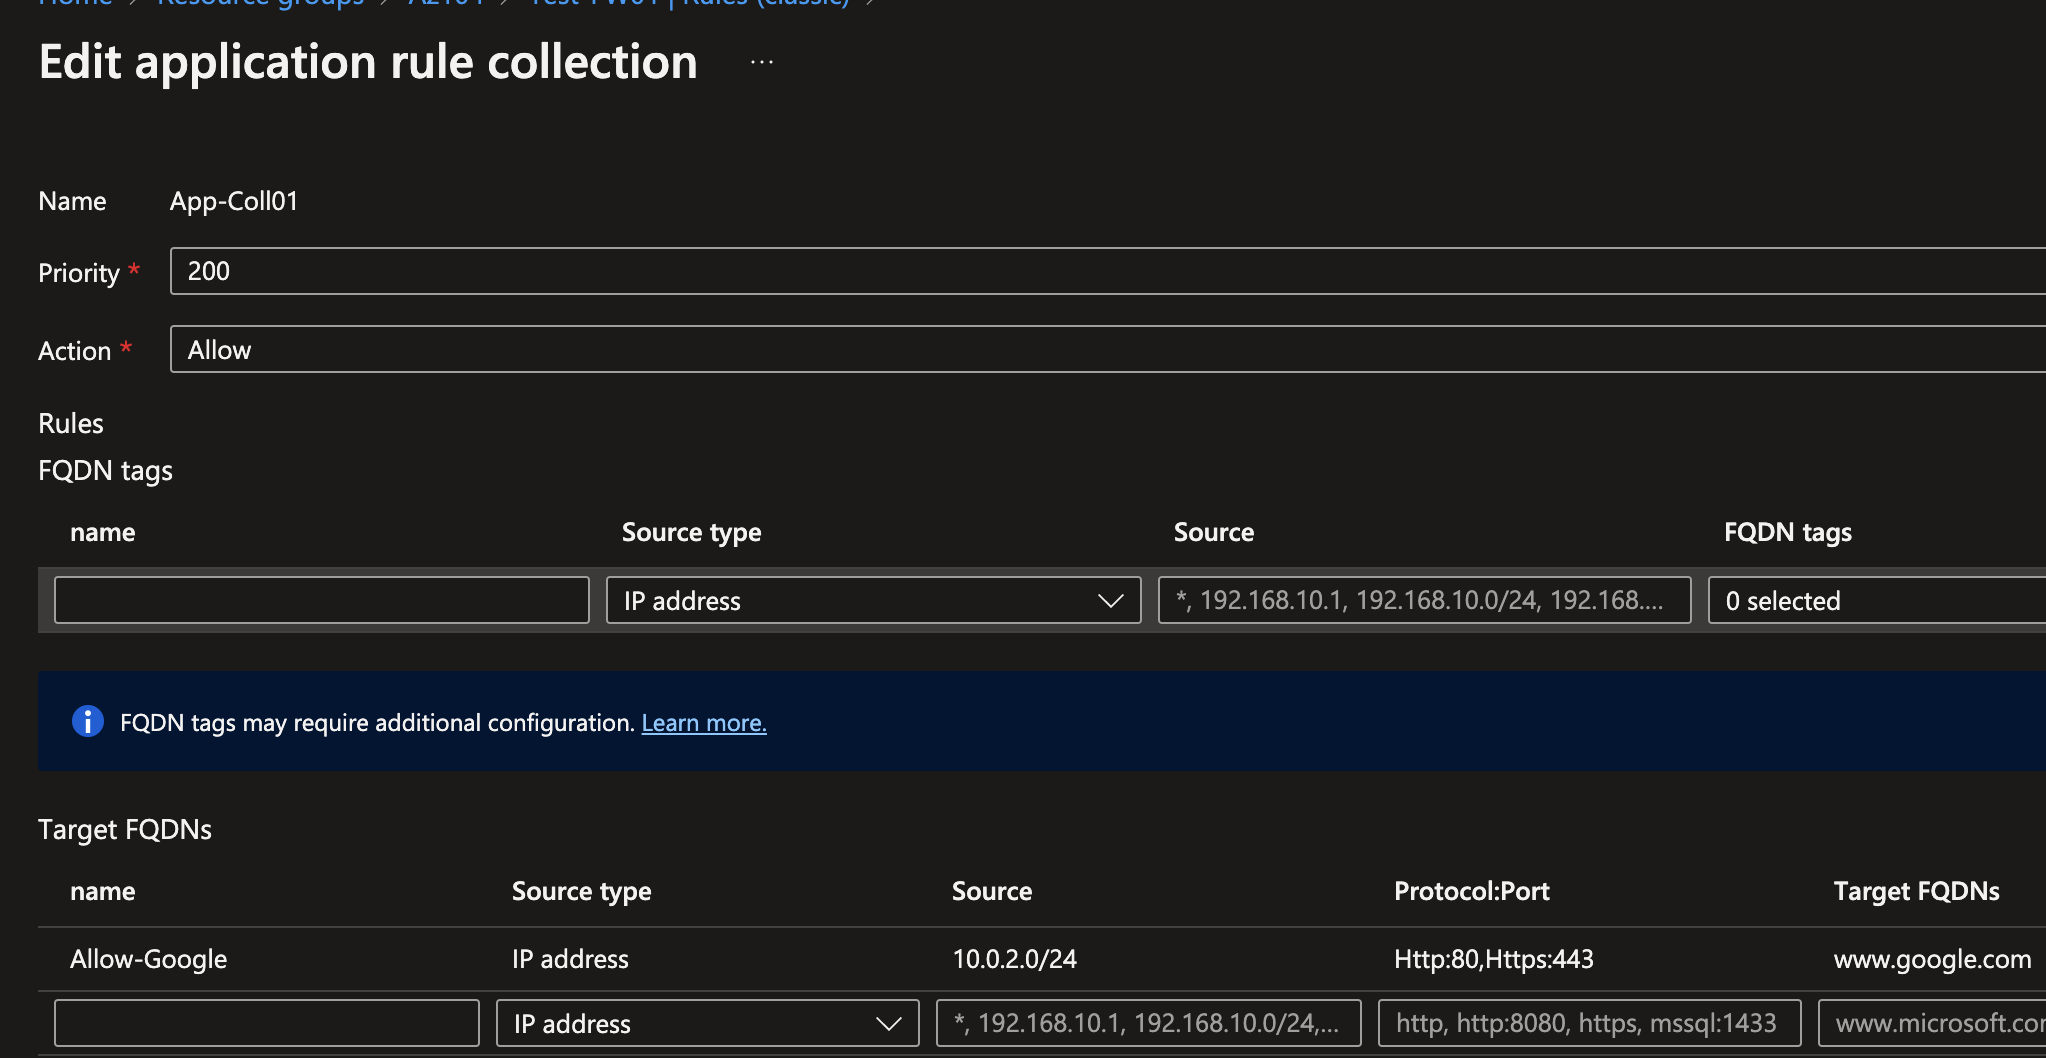 Home > Resource groups > > | Rules (classic) >
Edit application rule collection ...
Name App-Coll01
Priority * 200
Action * Allow
Rules
FQDN tags
name Source type Source FQDN tags
IP address *, 192.168.10.1, 192.168.10.0/24, 192.168.... 0 selected
FQDN tags may require additional configuration. Learn more.
Target FQDNs
name Source type Source Protocol:Port Target FQDNs
Allow-Google IP address 10.0.2.0/24 Http:80,Https:443 www.google.com
IP address *, 192.168.10.1, 192.168.10.0/24,... http, http:8080, https, mssql:1433 www.microsoft.cor